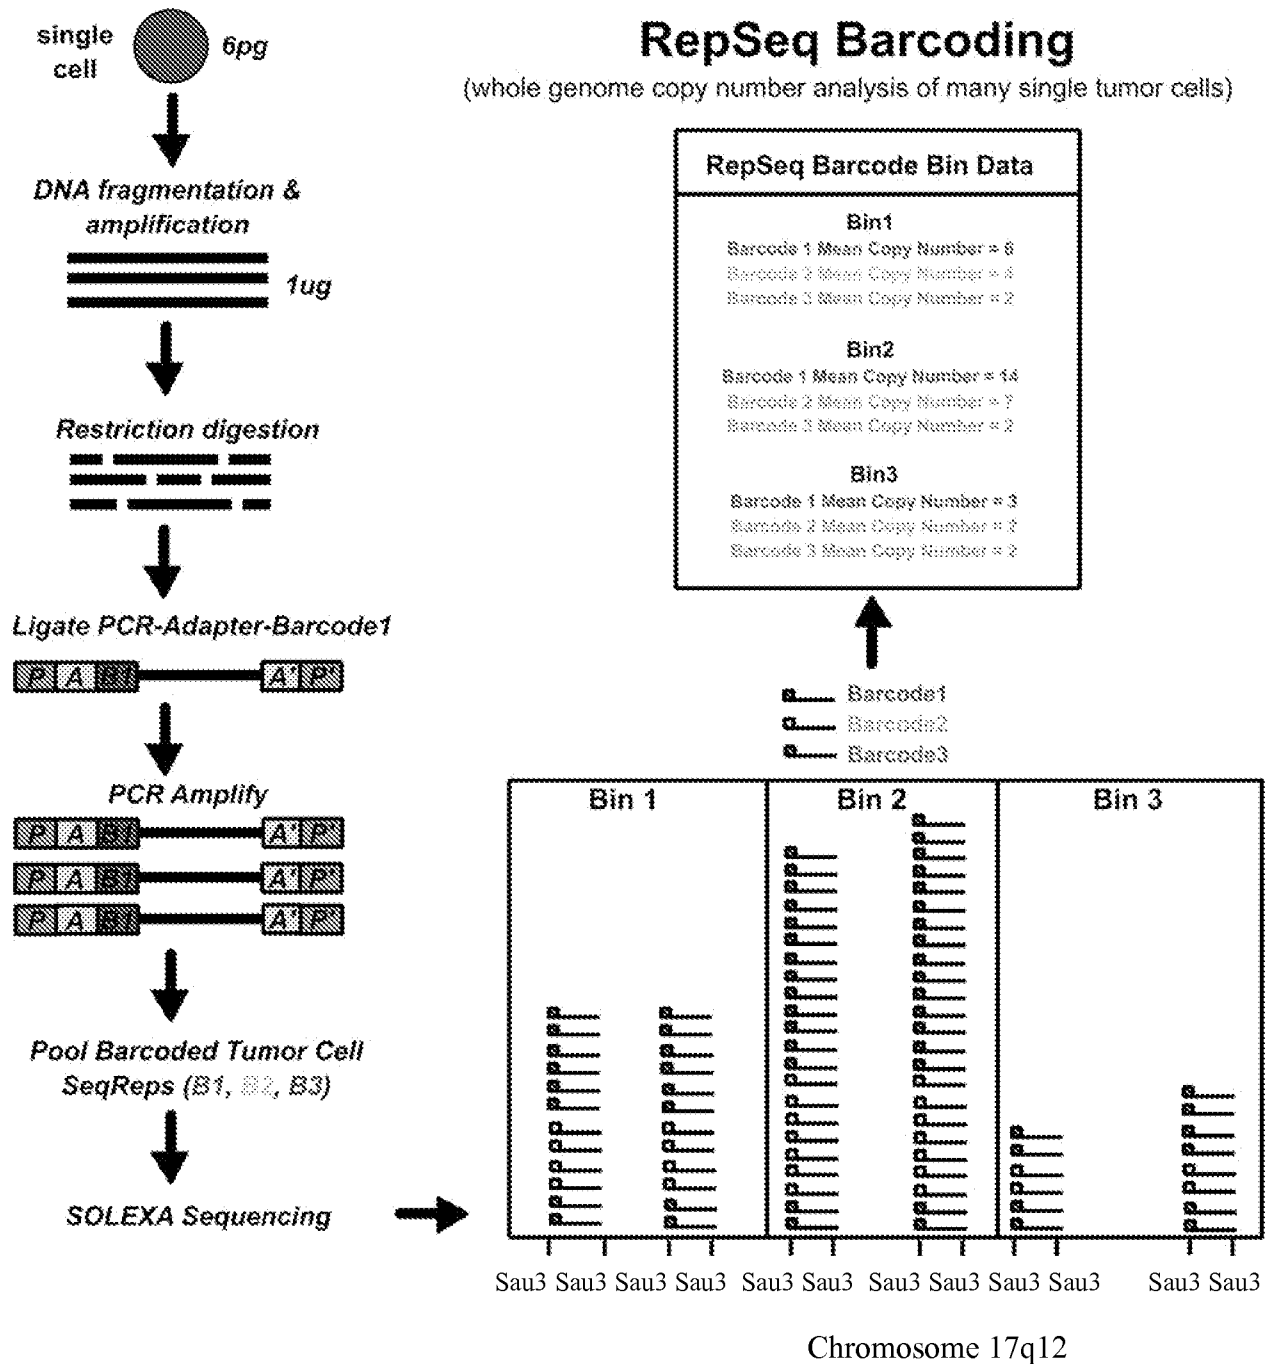 single
cell
6pg
DNA fragmentation &
amplification
1ug
Restriction digestion
Ligate PCR-Adapter-Barcode1
P A B1 A' P'
PCR Amplify
P A B1 A' P'
P A B1 A' P'
P A B1 A' P'
Pool Barcoded Tumor Cell
SeqReps (B1, B2, B3)
SOLEXA Sequencing
RepSeq Barcoding
(whole genome copy number analysis of many single tumor cells)
RepSeq Barcode Bin Data
Bin1
Barcode 1 Mean Copy Number = 6
Barcode 2 Mean Copy Number = 4
Barcode 3 Mean Copy Number = 2
Bin2
Barcode 1 Mean Copy Number = 14
Barcode 2 Mean Copy Number = 7
Barcode 3 Mean Copy Number = 2
Bin3
Barcode 1 Mean Copy Number = 3
Barcode 2 Mean Copy Number = 2
Barcode 3 Mean Copy Number = 2
Barcode1
Barcode2
Barcode3
Bin 1 Bin 2 Bin 3
Sau3 Sau3 Sau3 Sau3 Sau3 Sau3 Sau3 Sau3 Sau3 Sau3 Sau3 Sau3
Chromosome 17q12